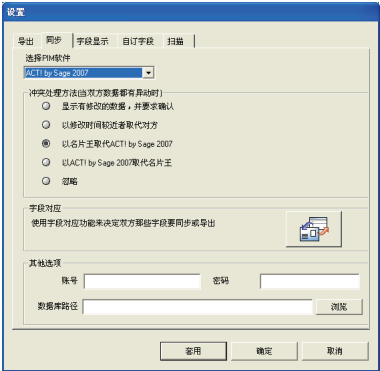 设置
导出 同步 字段显示 自订字段 扫描
选择PIM软件
ACT! by Sage 2007
冲突处理方法(当双方数据都有异动时)
显示有修改的数据，并要求确认
以修改时间较近者取代对方
以名片王取代ACT! by Sage 2007
以ACT! by Sage 2007取代名片王
忽略
字段对应
使用字段对应功能来决定双方那些字段要同步或导出
其他选项
账号 密码
数据库路径 浏览
套用 确定 取消